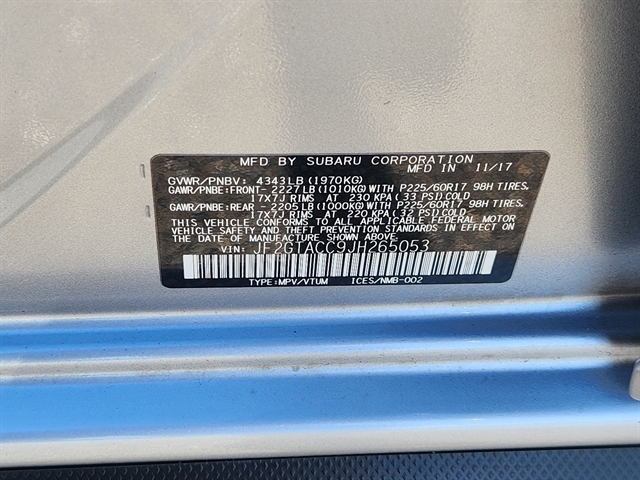 MFD BY SUBARU CORPORATION
GVWR/PNBV: 4343LB(1970KG) MFD IN 11/17
GAWR/PNBE:FRONT- 2227LB(1010KG) WITH P225/60R17 98H TIRES,
17X7J RIMS AT 230 KPA(33 PSI)COLD
GAWR/PNBE:REAR - 2205LB(1000KG) WITH P225/60R17 98H TIRES,
17X7J RIMS AT 220 KPA(32 PSI)COLD
THIS VEHICLE CONFORMS TO ALL APPLICABLE FEDERAL MOTOR
VEHICLE SAFETY AND THEFT PREVENTION STANDARDS IN EFFECT ON
THE DATE OF MANUFACTURE SHOWN ABOVE.
VIN: JF2GTACC9JH265053
TYPE:MPV/VTUM ICES/NMB-002